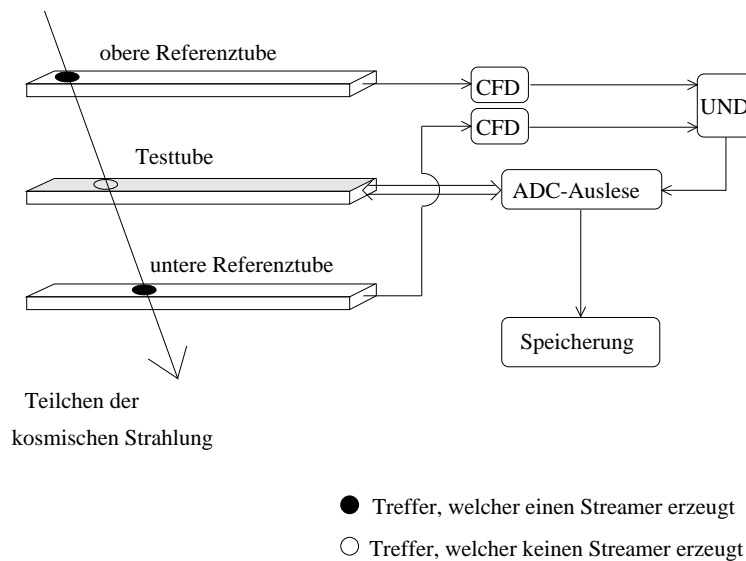 obere Referenztube
CFD
UND
CFD
Testtube
ADC-Auslese
untere Referenztube
Speicherung
Teilchen der
kosmischen Strahlung
Treffer, welcher einen Streamer erzeugt
Treffer, welcher keinen Streamer erzeugt